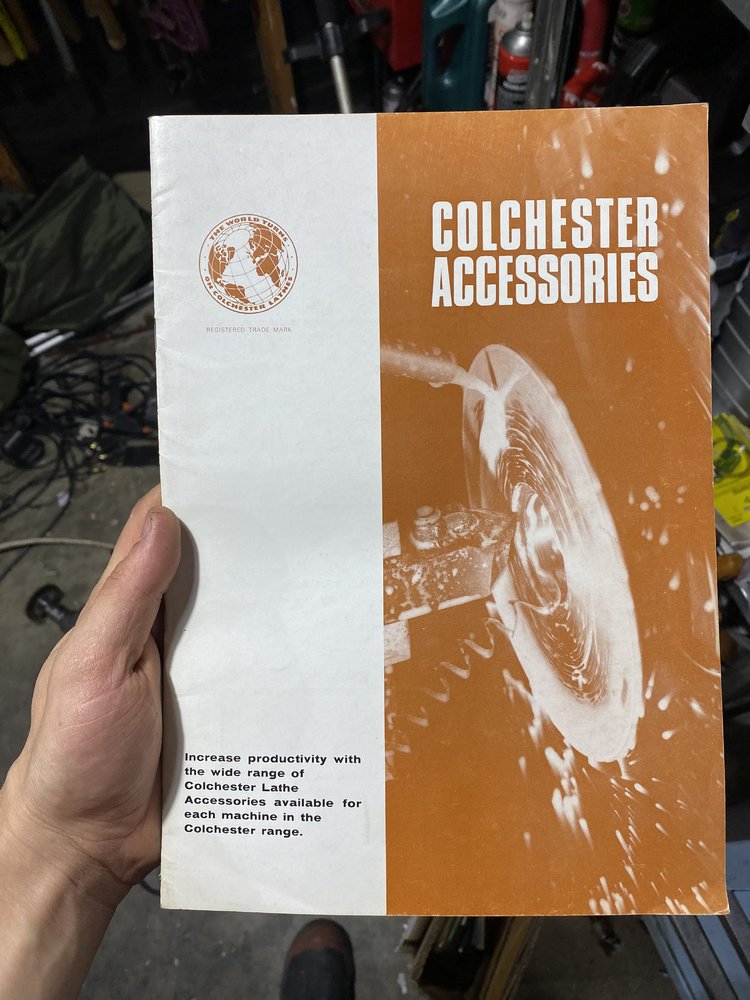 THE WORLD TURNS
ON COLCHESTER LATHES
REGISTERED TRADE MARK
COLCHESTER
ACCESSORIES
Increase productivity with
the wide range of
Colchester Lathe
Accessories available for
each machine in the
Colchester range.